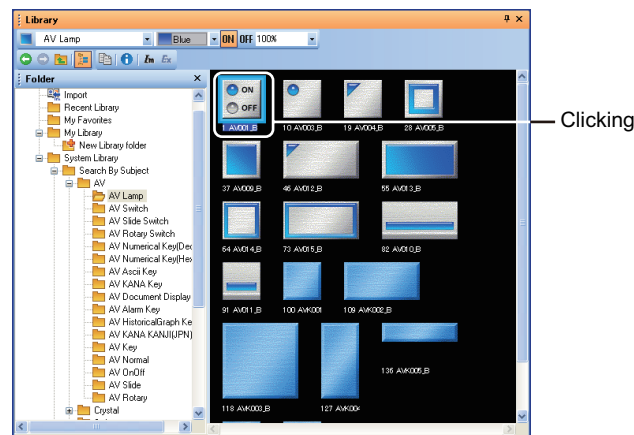 Library
AV Lamp Blue ON OFF 100%
Im Ex
Folder
Import
Recent Library
My Favorites
My Library
New Library folder
System Library
Search By Subject
AV
AV Lamp
AV Switch
AV Slide Switch
AV Rotary Switch
AV Numerical Key(Dec
AV Numerical Key(Hex
AV Ascii Key
AV KANA Key
AV Document Display
AV Alarm Key
AV HistoricalGraph Ke
AV KANA KANJI(JPN)
AV Key
AV Normal
AV OnOff
AV Slide
AV Rotary
Crystal
ON
OFF
1 AV001_B 10 AV003_B 19 AV004_B 28 AV005_B
Clicking
37 AV009_B 46 AV012_B 55 AV013_B
64 AV014_B 73 AV015_B 82 AV010_B
91 AV011_B 100 AVK001 109 AVK002_B
118 AVK003_B 127 AVK004 136 AVK005_B